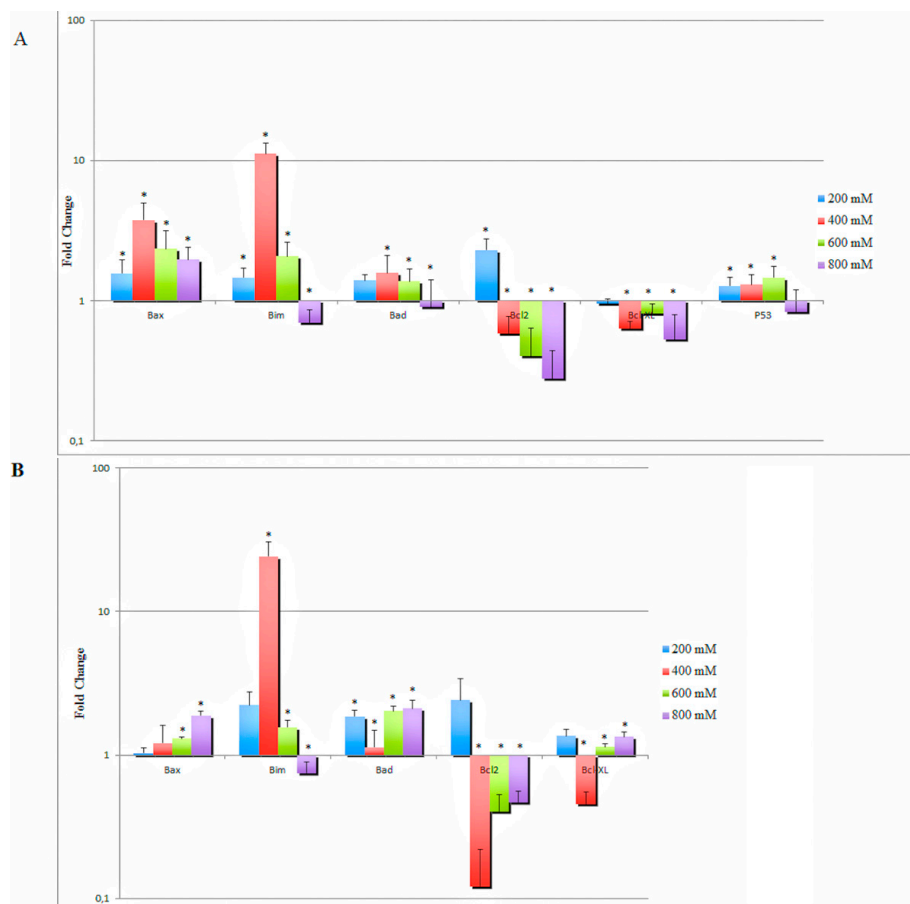 A
100
10
1
0,1
Fold Change
* * * *
* * * *
* * *
* * * *
* * *
* * *
Bax Bim Bad Bcl2 Bcl-XL P53
200 mM
400 mM
600 mM
800 mM
B
100
10
1
0,1
Fold Change
* *
* * *
* * * *
* * *
* * *
Bax Bim Bad Bcl2 Bcl-XL
200 mM
400 mM
600 mM
800 mM